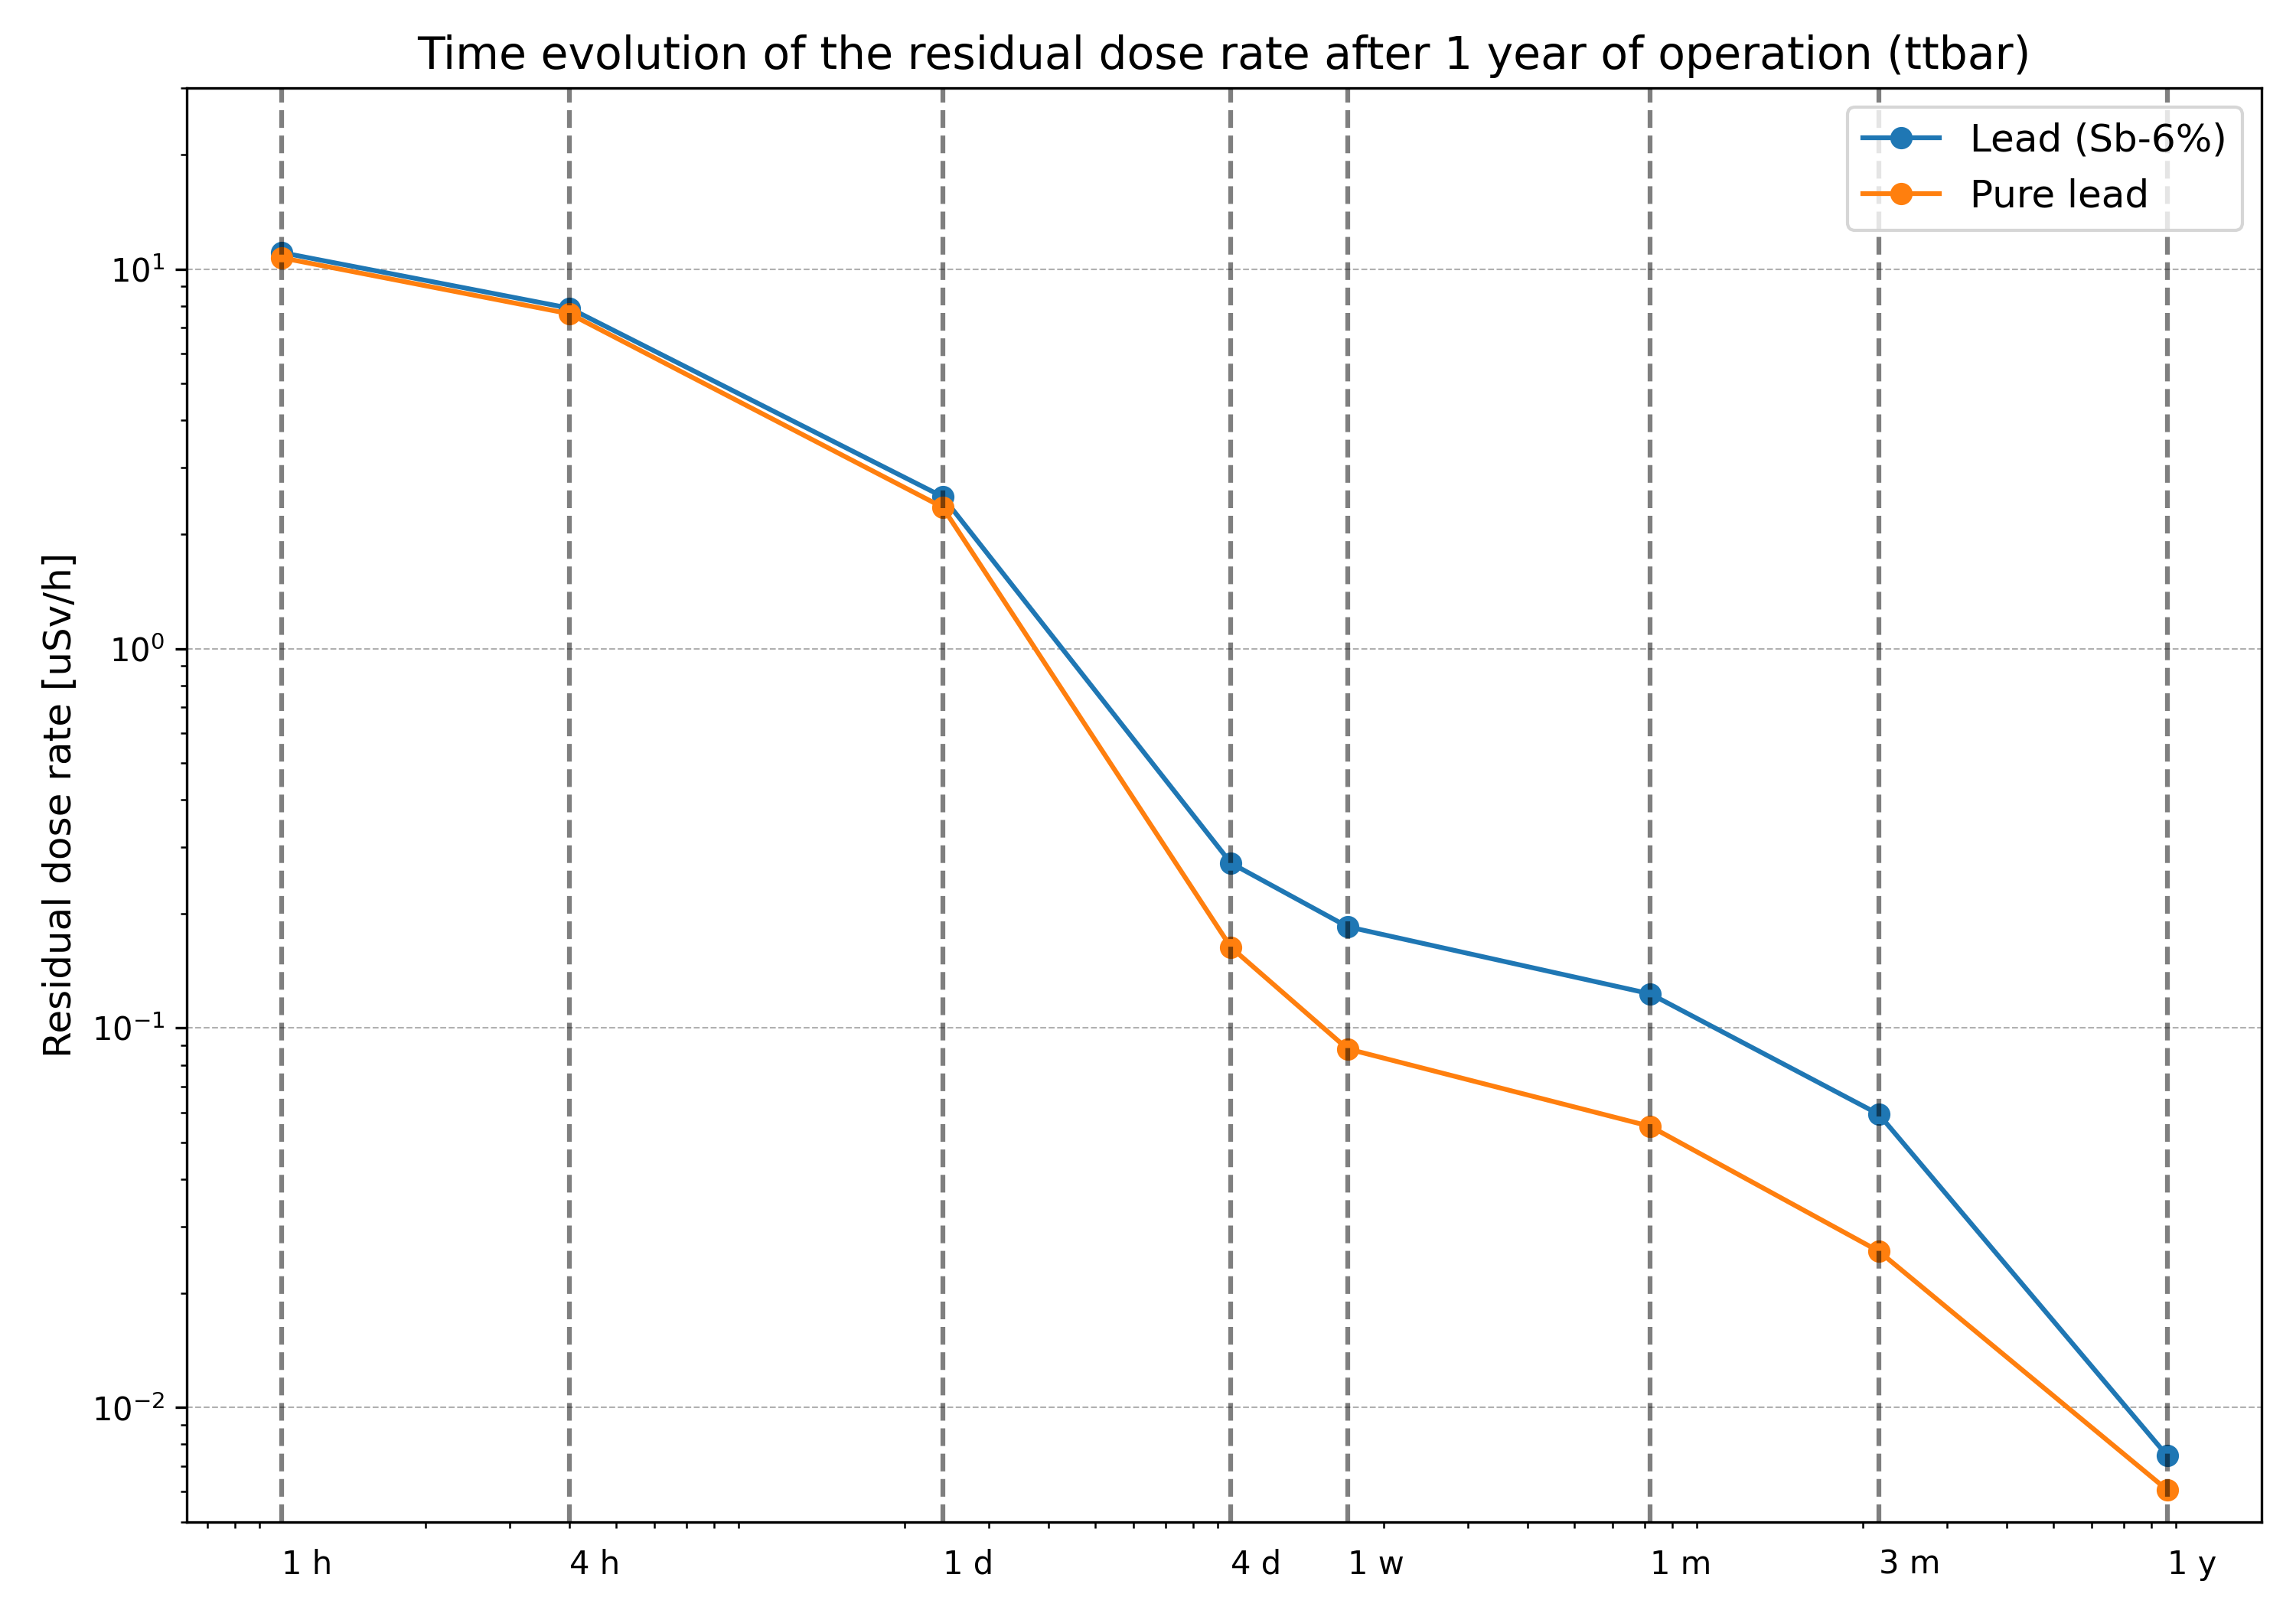 Time evolution of the residual dose rate after 1 year of operation (ttbar)
Lead (Sb-6%)
Pure lead
Residual dose rate [uSv/h]
10¹
10⁰
10⁻¹
10⁻²
1 h 4 h 1 d 4 d 1 w 1 m 3 m 1 y